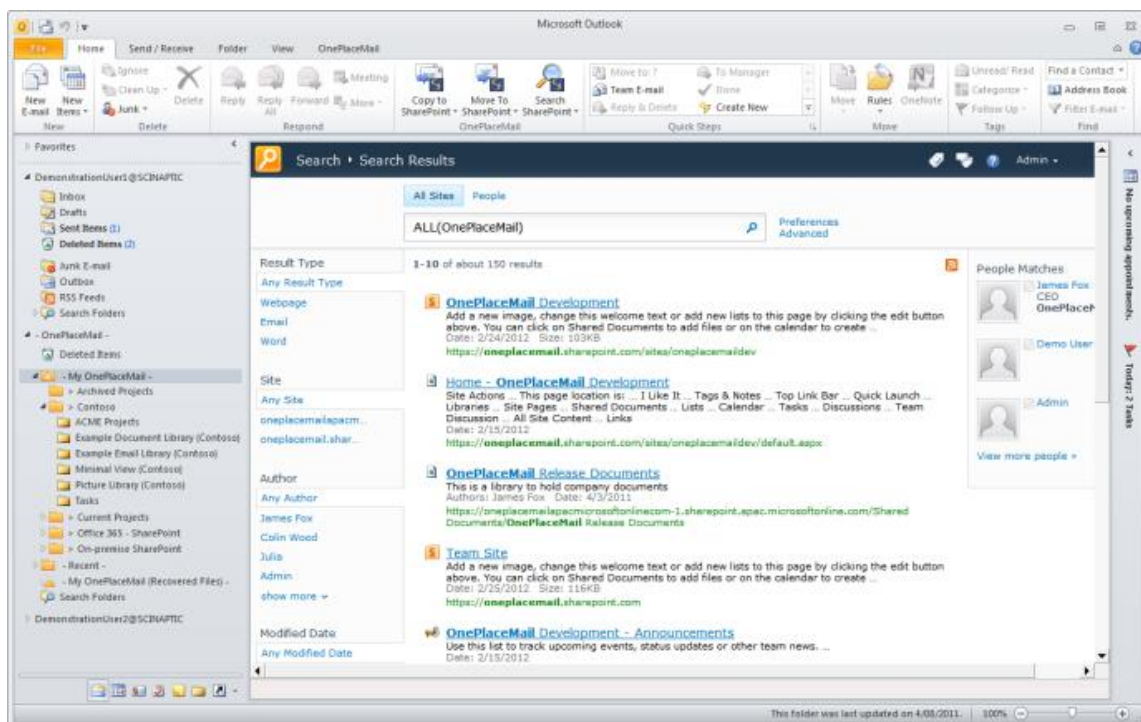 Microsoft Outlook
File Home Send / Receive Folder View OnePlaceMail
New E-mail
New Items
Ignore
Clean Up
Junk
Delete
Reply
Reply All
Forward
Meeting
More
Copy to SharePoint
Move To SharePoint
Search SharePoint
Move to: ?
Team E-mail
Reply & Delete
To Manager
Done
Create New
Move
Rules
OneNote
Unread/ Read
Categorize
Follow Up
Find a Contact
Address Book
Filter E-mail
New Delete Respond OnePlaceMail Quick Steps Move Tags Find
Favorites
DemonstrationUser1@SCINAPTIC
Inbox
Drafts
Sent Items (1)
Deleted Items (2)
Junk E-mail
Outbox
RSS Feeds
Search Folders
- OnePlaceMail -
Deleted Items
- My OnePlaceMail -
» Archived Projects
» Contoso
ACME Projects
Example Document Library (Contoso)
Example Email Library (Contoso)
Minimal View (Contoso)
Picture Library (Contoso)
Tasks
» Current Projects
» Office 365 - SharePoint
» On-premise SharePoint
- Recent -
- My OnePlaceMail (Recovered Files) -
Search Folders
DemonstrationUser2@SCINAPTIC
Search Search Results
Admin
All Sites People
ALL(OnePlaceMail)
Preferences
Advanced
Result Type
Any Result Type
Webpage
Email
Word
Site
Any Site
oneplacemailapacm...
oneplacemail.shar...
Author
Any Author
James Fox
Colin Wood
Julia
Admin
show more
Modified Date
Any Modified Date
1-10 of about 150 results
OnePlaceMail Development
Add a new image, change this welcome text or add new lists to this page by clicking the edit button
above. You can click on Shared Documents to add files or on the calendar to create ...
Date: 2/24/2012 Size: 103KB
https://oneplacemail.sharepoint.com/sites/oneplacemaildev
Home - OnePlaceMail Development
Site Actions ... This page location is: ... I Like It ... Tags & Notes ... Top Link Bar ... Quick Launch ...
Libraries ... Site Pages ... Shared Documents ... Lists ... Calendar ... Tasks ... Discussions ... Team
Discussion ... All Site Content ... Links
Date: 2/15/2012
https://oneplacemail.sharepoint.com/sites/oneplacemaildev/default.aspx
OnePlaceMail Release Documents
This is a library to hold company documents
Authors: James Fox Date: 4/3/2011
https://oneplacemailapacmicrosoftonlinecom-1.sharepoint.apac.microsoftonline.com/Shared
Documents/OnePlaceMail Release Documents
Team Site
Add a new image, change this welcome text or add new lists to this page by clicking the edit button
above. You can click on Shared Documents to add files or on the calendar to create ...
Date: 2/25/2012 Size: 116KB
https://oneplacemail.sharepoint.com
OnePlaceMail Development - Announcements
Use this list to track upcoming events, status updates or other team news. ...
Date: 2/15/2012
People Matches
James Fox
CEO
OnePlaceM
Demo User
Admin
View more people »
No upcoming appointments.
Today: 2 Tasks
This folder was last updated on 4/08/2011. 100%